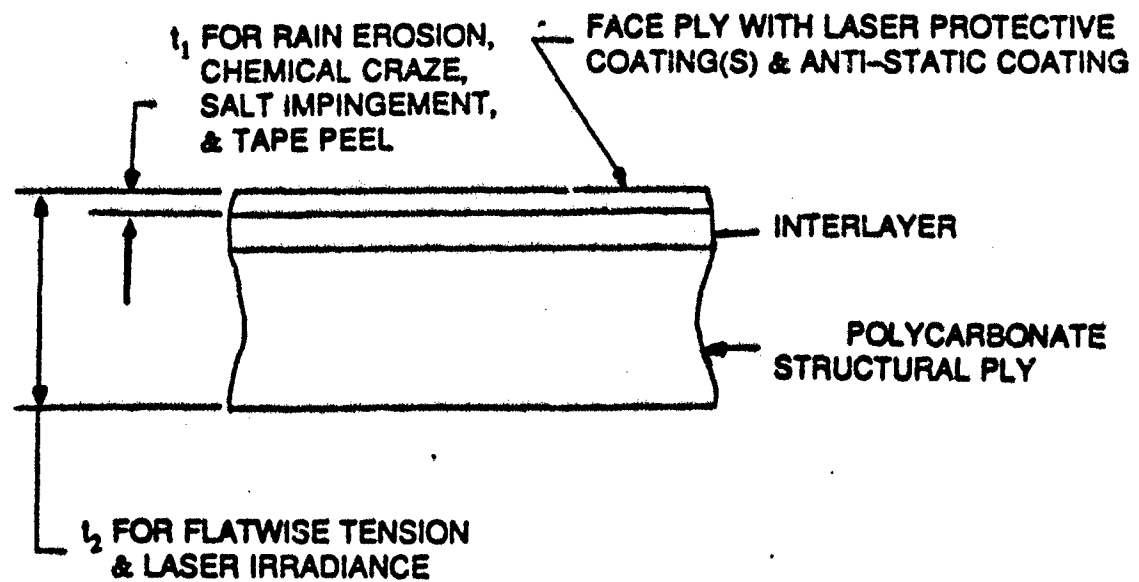 t₁ FOR RAIN EROSION,
CHEMICAL CRAZE,
SALT IMPINGEMENT,
& TAPE PEEL
FACE PLY WITH LASER PROTECTIVE
COATING(S) & ANTI-STATIC COATING
INTERLAYER
POLYCARBONATE
STRUCTURAL PLY
t₂ FOR FLATWISE TENSION
& LASER IRRADIANCE